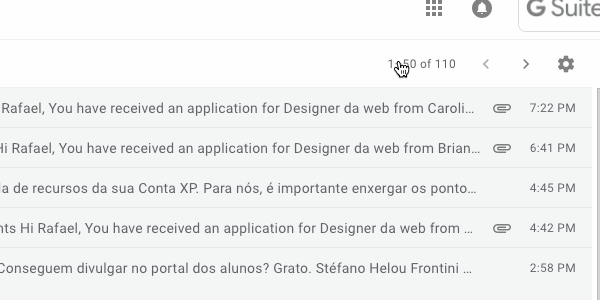 G Suite
of 110
Rafael, You have received an application for Designer da web from Caroli... 7:22 PM
Hi Rafael, You have received an application for Designer da web from Brian... 6:41 PM
la de recursos da sua Conta XP. Para nós, é importante enxergar os ponto... 4:45 PM
nts Hi Rafael, You have received an application for Designer da web from ... 4:42 PM
Conseguem divulgar no portal dos alunos? Grato. Stéfano Helou Frontini ... 2:58 PM